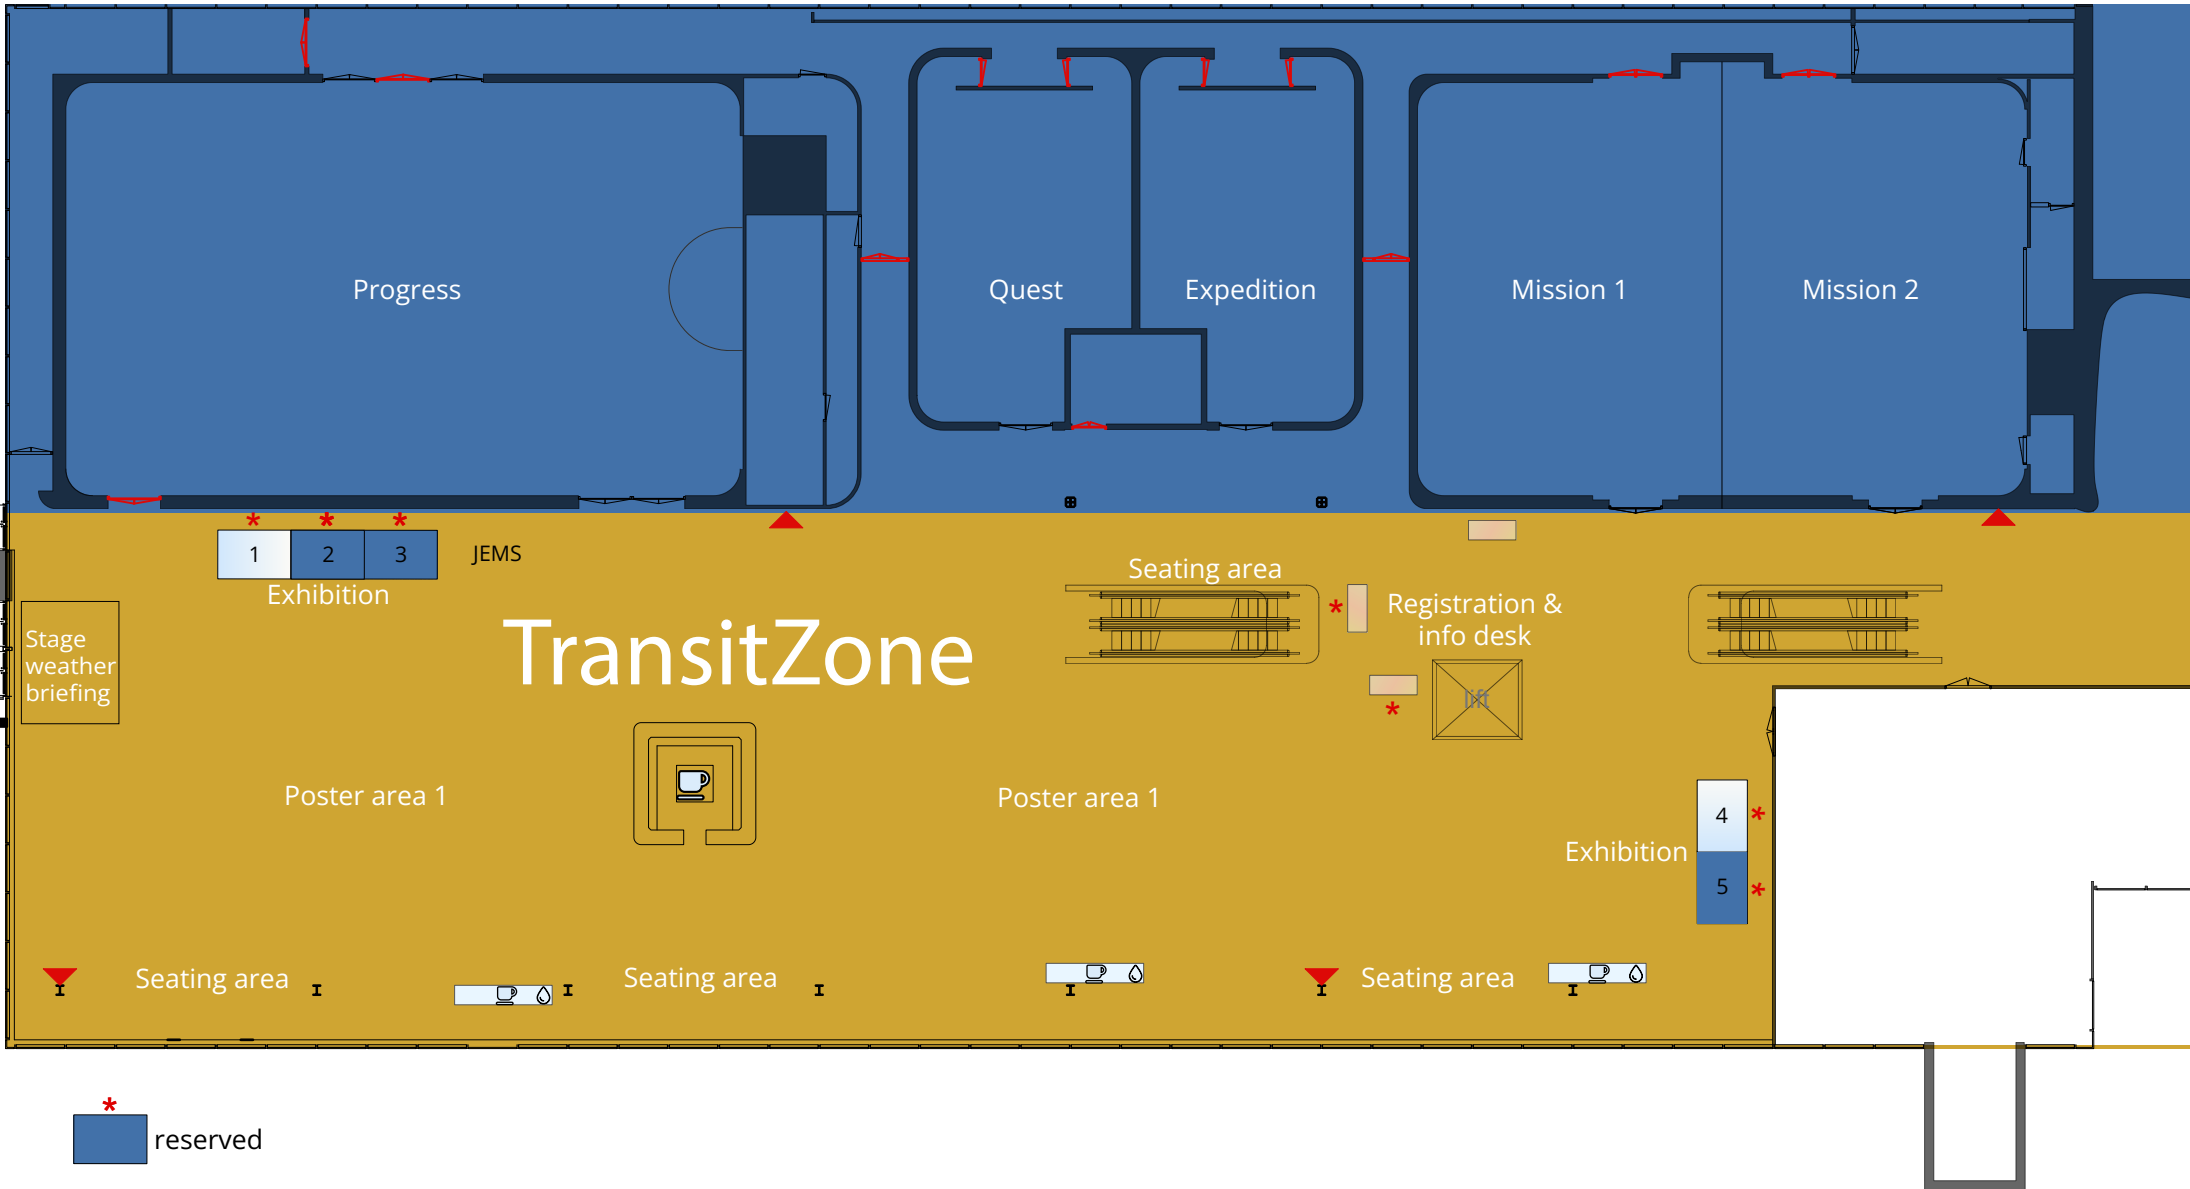 Progress
Quest
Expedition
Mission 1
Mission 2
* * *
1 2 3 JEMS
Exhibition
Seating area
*
Registration &
info desk
Stage
weather
briefing
TransitZone
lift
*
Poster area 1
Poster area 1
4 *
Exhibition
5 *
Seating area
Seating area
Seating area
*
reserved